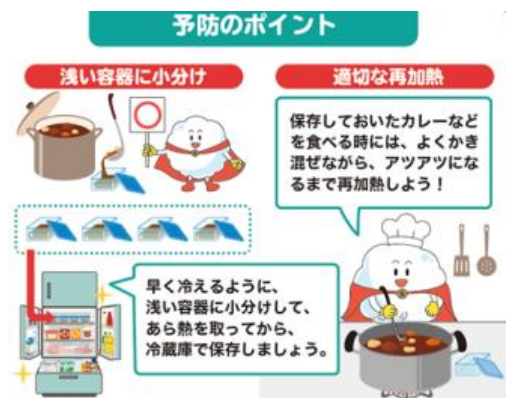 予防のポイント
浅い容器に小分け
早く冷えるように、
浅い容器に小分けして、
あら熱を取ってから、
冷蔵庫で保存しましょう。
適切な再加熱
保存しておいたカレーなど
を食べる時には、よくかき
混ぜながら、アツアツにな
るまで再加熱しよう！